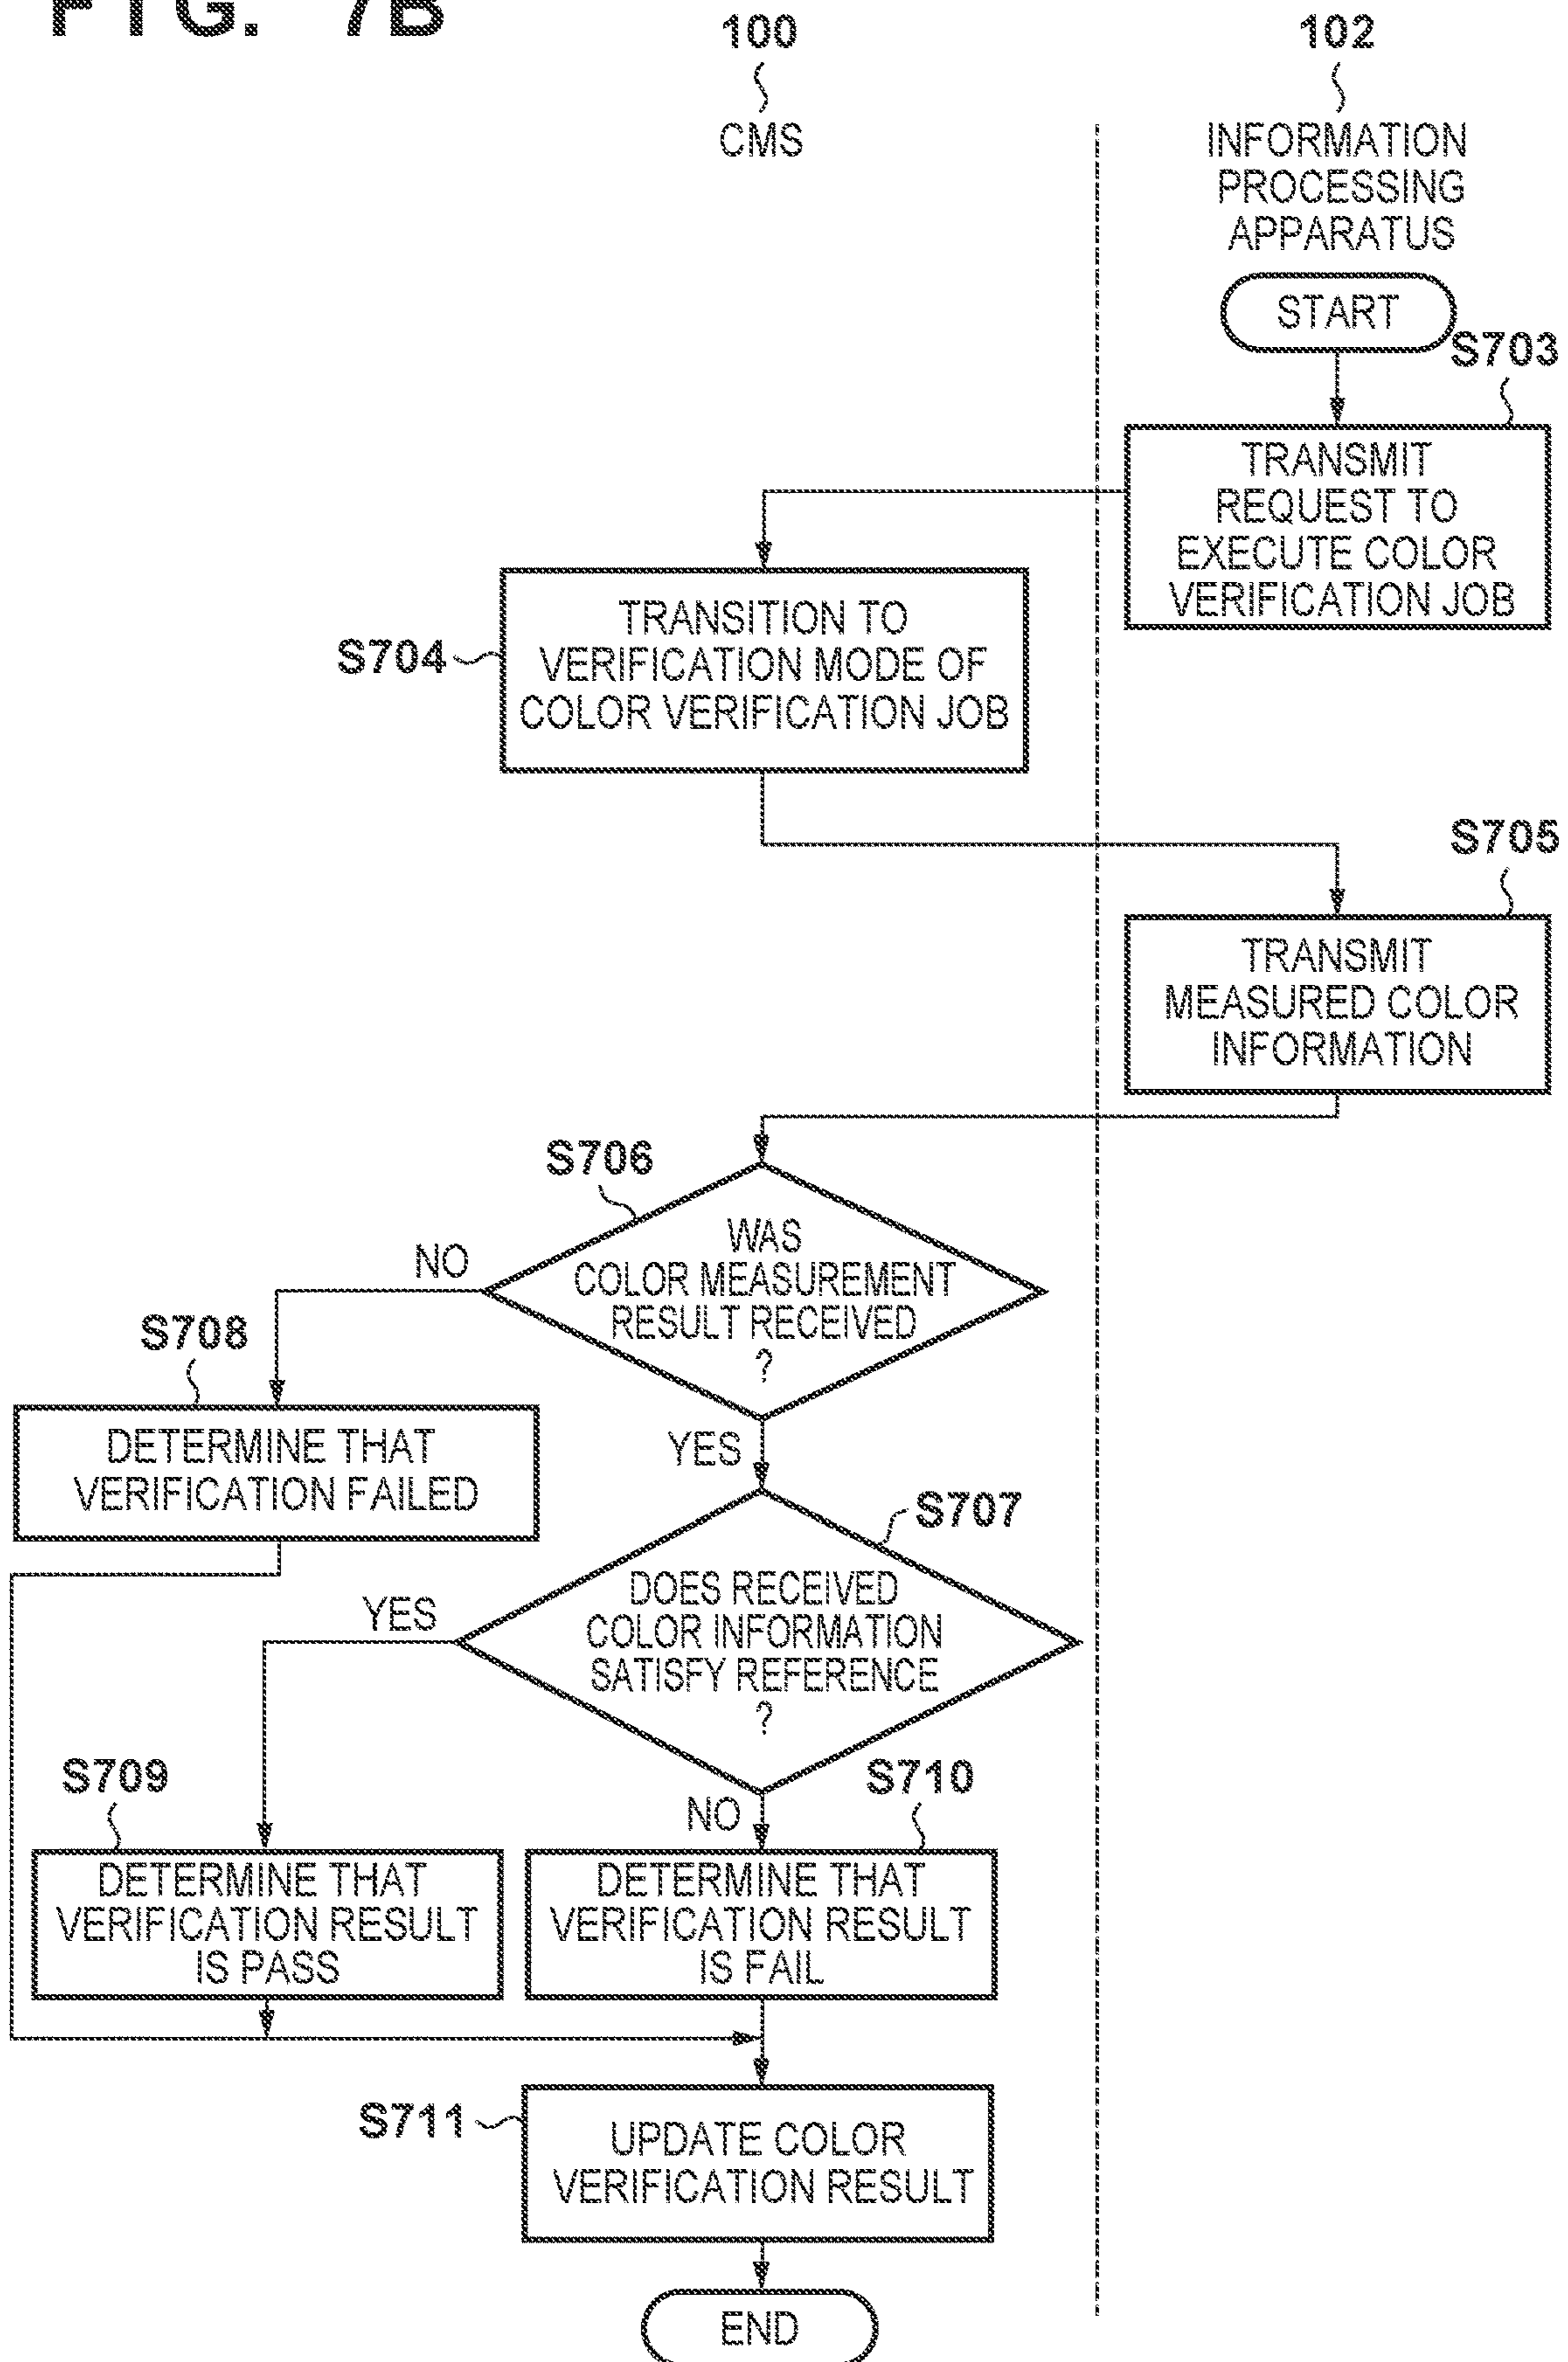 FIG. 7B
100
102
CMS
INFORMATION
PROCESSING
APPARATUS
START
S703
TRANSMIT
REQUEST TO
EXECUTE COLOR
VERIFICATION JOB
S704
TRANSITION TO
VERIFICATION MODE OF
COLOR VERIFICATION JOB
S705
TRANSMIT
MEASURED COLOR
INFORMATION
S706
WAS
COLOR MEASUREMENT
RESULT RECEIVED
?
NO
YES
S708
DETERMINE THAT
VERIFICATION FAILED
S707
DOES RECEIVED
COLOR INFORMATION
SATISFY REFERENCE
?
YES
NO
S709
DETERMINE THAT
VERIFICATION RESULT
IS PASS
S710
DETERMINE THAT
VERIFICATION RESULT
IS FAIL
S711
UPDATE COLOR
VERIFICATION RESULT
END